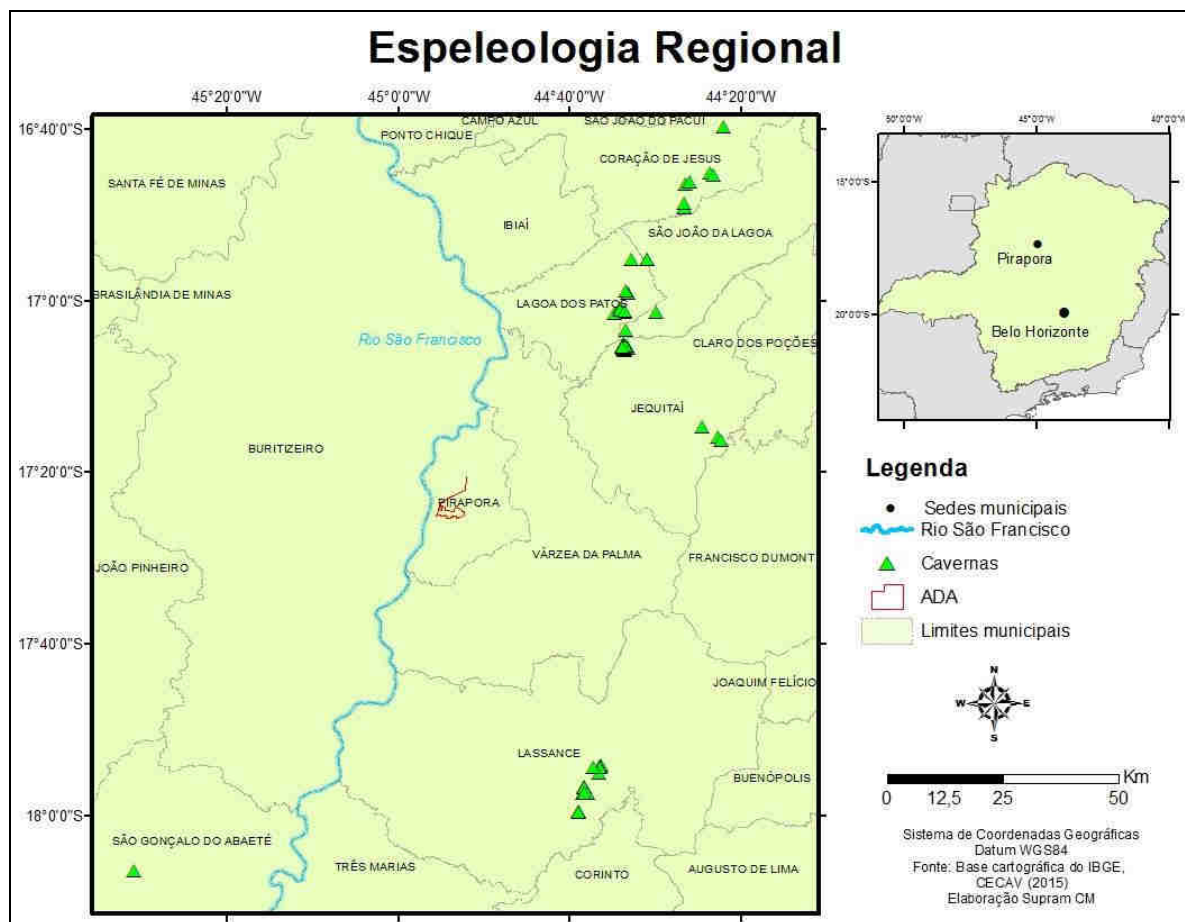 Espeleologia Regional
45°20'0"W
45°0'0"W
44°40'0"W
44°20'0"W
16°40'0"S
17°0'0"S
17°20'0"S
17°40'0"S
18°0'0"S
CAMPO AZUL
SÃO JOÃO DO PACUÍ
PONTO CHIQUE
CORAÇÃO DE JESUS
SANTA FÉ DE MINAS
IBIAÍ
SÃO JOÃO DA LAGOA
BRASILÂNDIA DE MINAS
LAGOA DOS PATOS
Rio São Francisco
CLARO DOS POÇÕES
JEQUITAÍ
BURITIZEIRO
PIRAPORA
VÁRZEA DA PALMA
FRANCISCO DUMONT
JOÃO PINHEIRO
JOAQUIM FELÍCIO
LASSANCE
BUENÓPOLIS
SÃO GONÇALO DO ABAETÉ
TRÊS MARIAS
CORINTO
AUGUSTO DE LIMA
50°0'0"W
45°0'0"W
40°0'0"W
15°0'0"S
20°0'0"S
Pirapora
Belo Horizonte
Legenda
Sedes municipais
Rio São Francisco
Cavernas
ADA
Limites municipais
N
W
E
S
Km
0 12,5 25 50
Sistema de Coordenadas Geográficas
Datum WGS84
Fonte: Base cartográfica do IBGE,
CECAV (2015)
Elaboração Supram CM